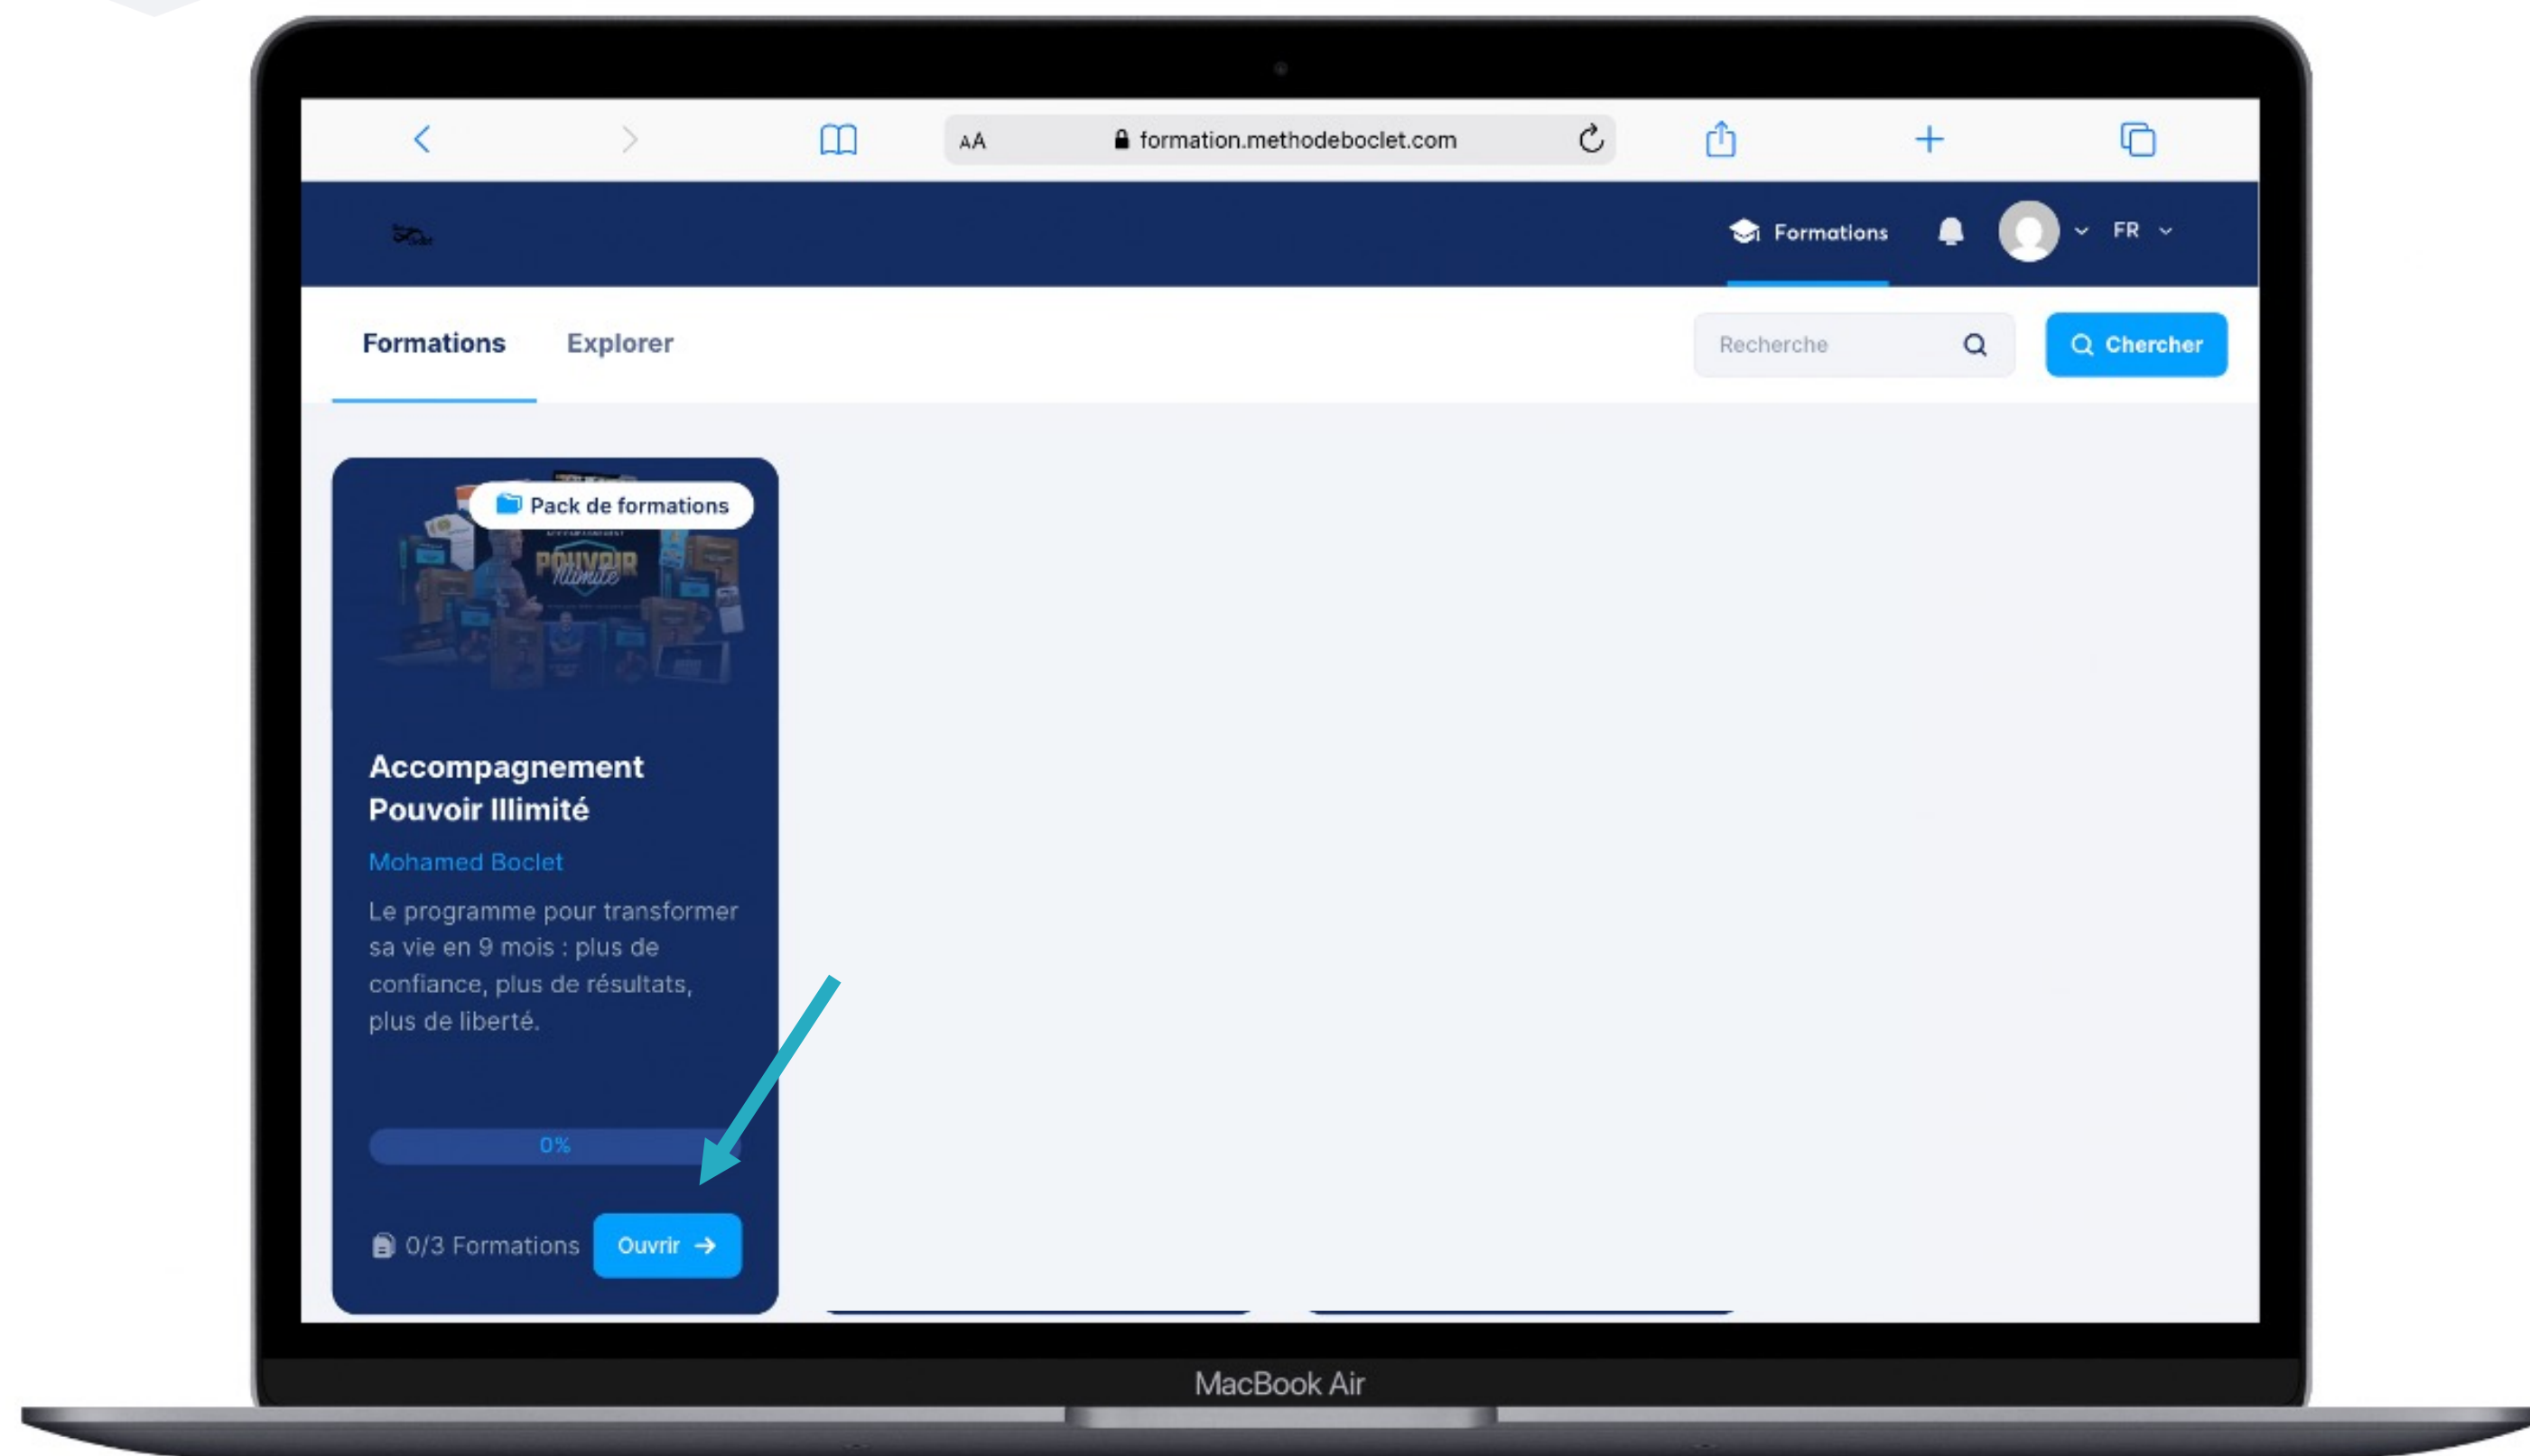 AA formation.methodeboclet.com
Formations FR
Formations Explorer Recherche Chercher
Pack de formations
POUVOIR
Illimité
Accompagnement
Pouvoir Illimité
Mohamed Boclet
Le programme pour transformer
sa vie en 9 mois : plus de
confiance, plus de résultats,
plus de liberté.
0%
0/3 Formations Ouvrir →
MacBook Air